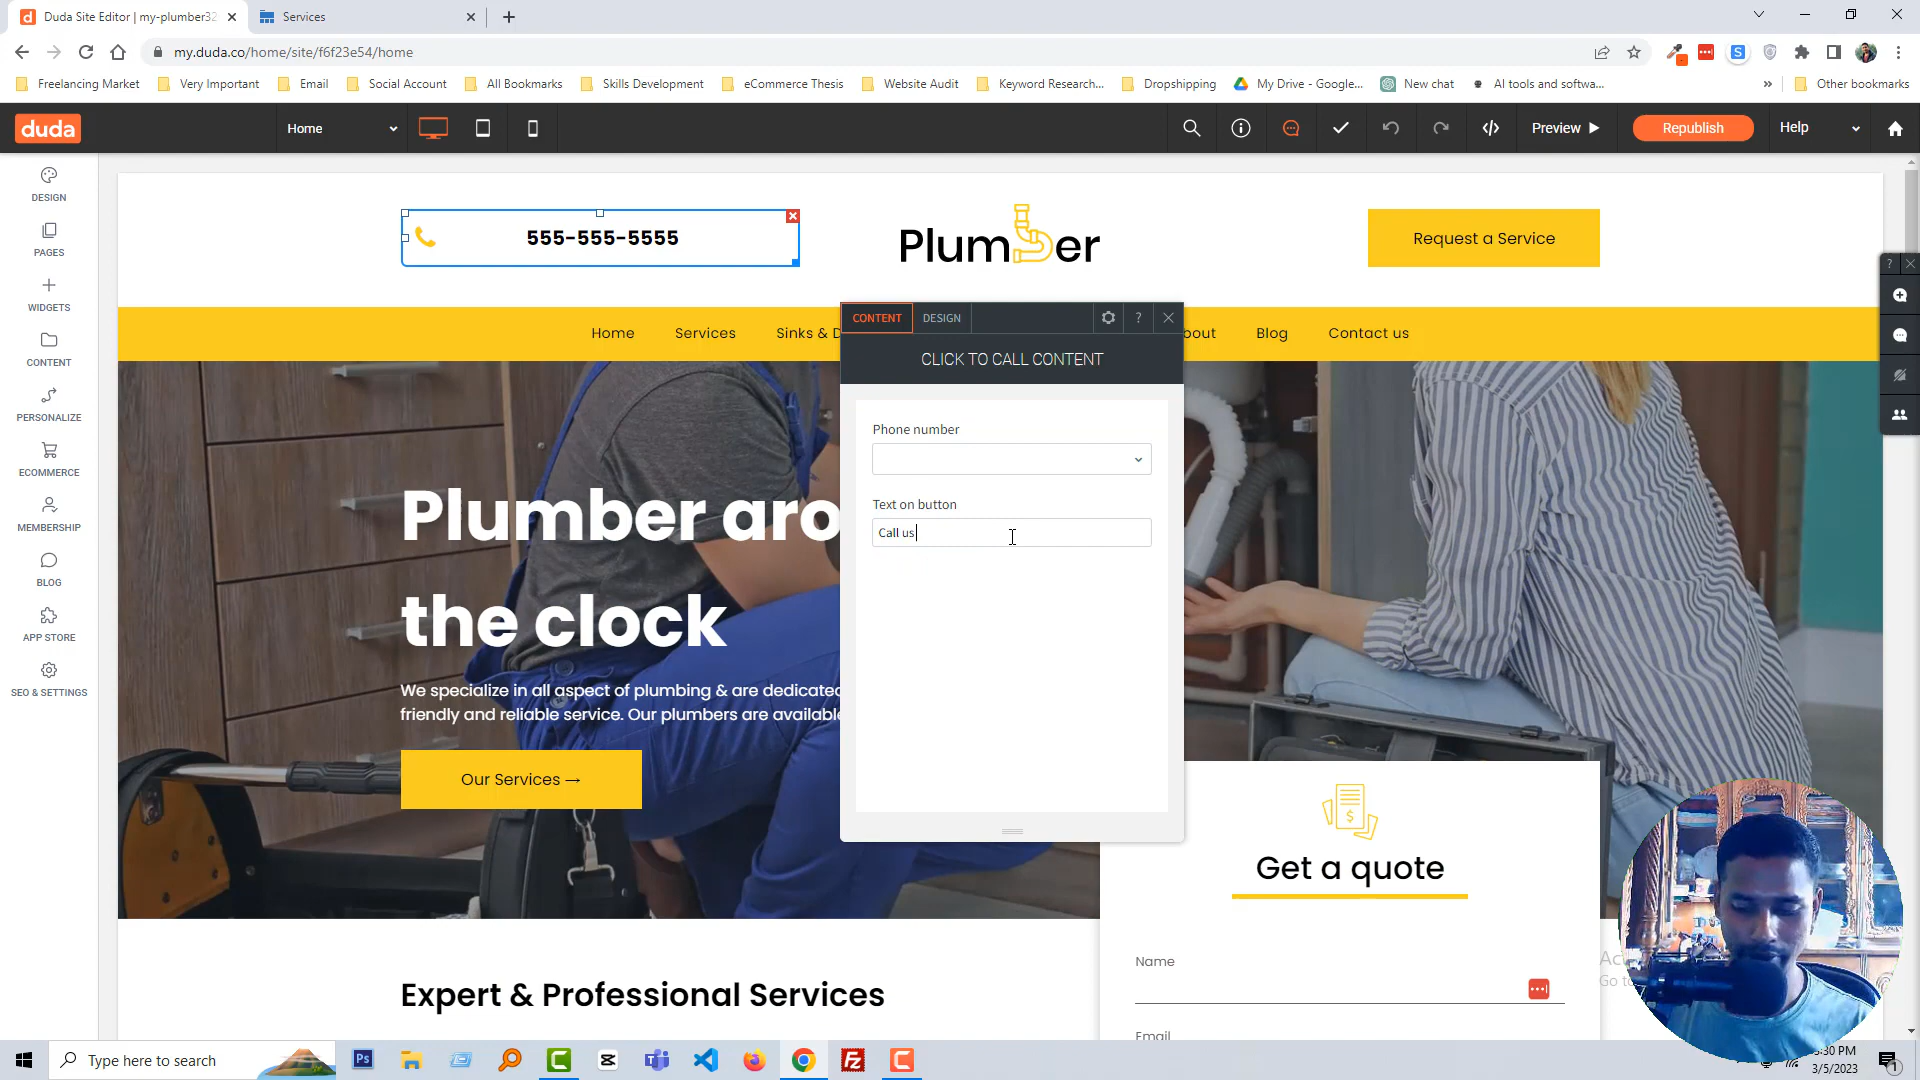 Duda Site Editor | my-plumber32
Services
my.duda.co/home/site/f6f23e54/home
Freelancing Market
Very Important
Email
Social Account
All Bookmarks
Skills Development
eCommerce Thesis
Website Audit
Keyword Research...
Dropshipping
My Drive - Google...
New chat
AI tools and softwa...
»
Other bookmarks
duda
Home
Preview
Republish
Help
DESIGN
PAGES
WIDGETS
CONTENT
PERSONALIZE
ECOMMERCE
MEMBERSHIP
BLOG
APP STORE
SEO & SETTINGS
555-555-5555
Plumber
Request a Service
Home
Services
Sinks & D
bout
Blog
Contact us
CONTENT
DESIGN
?
CLICK TO CALL CONTENT
Phone number
Text on button
Call us
Plumber aro
the clock
We specialize in all aspect of plumbing & are dedicated
friendly and reliable service. Our plumbers are available
Our Services →
Get a quote
Name
Email
Expert & Professional Services
Type here to search
3/5/2023